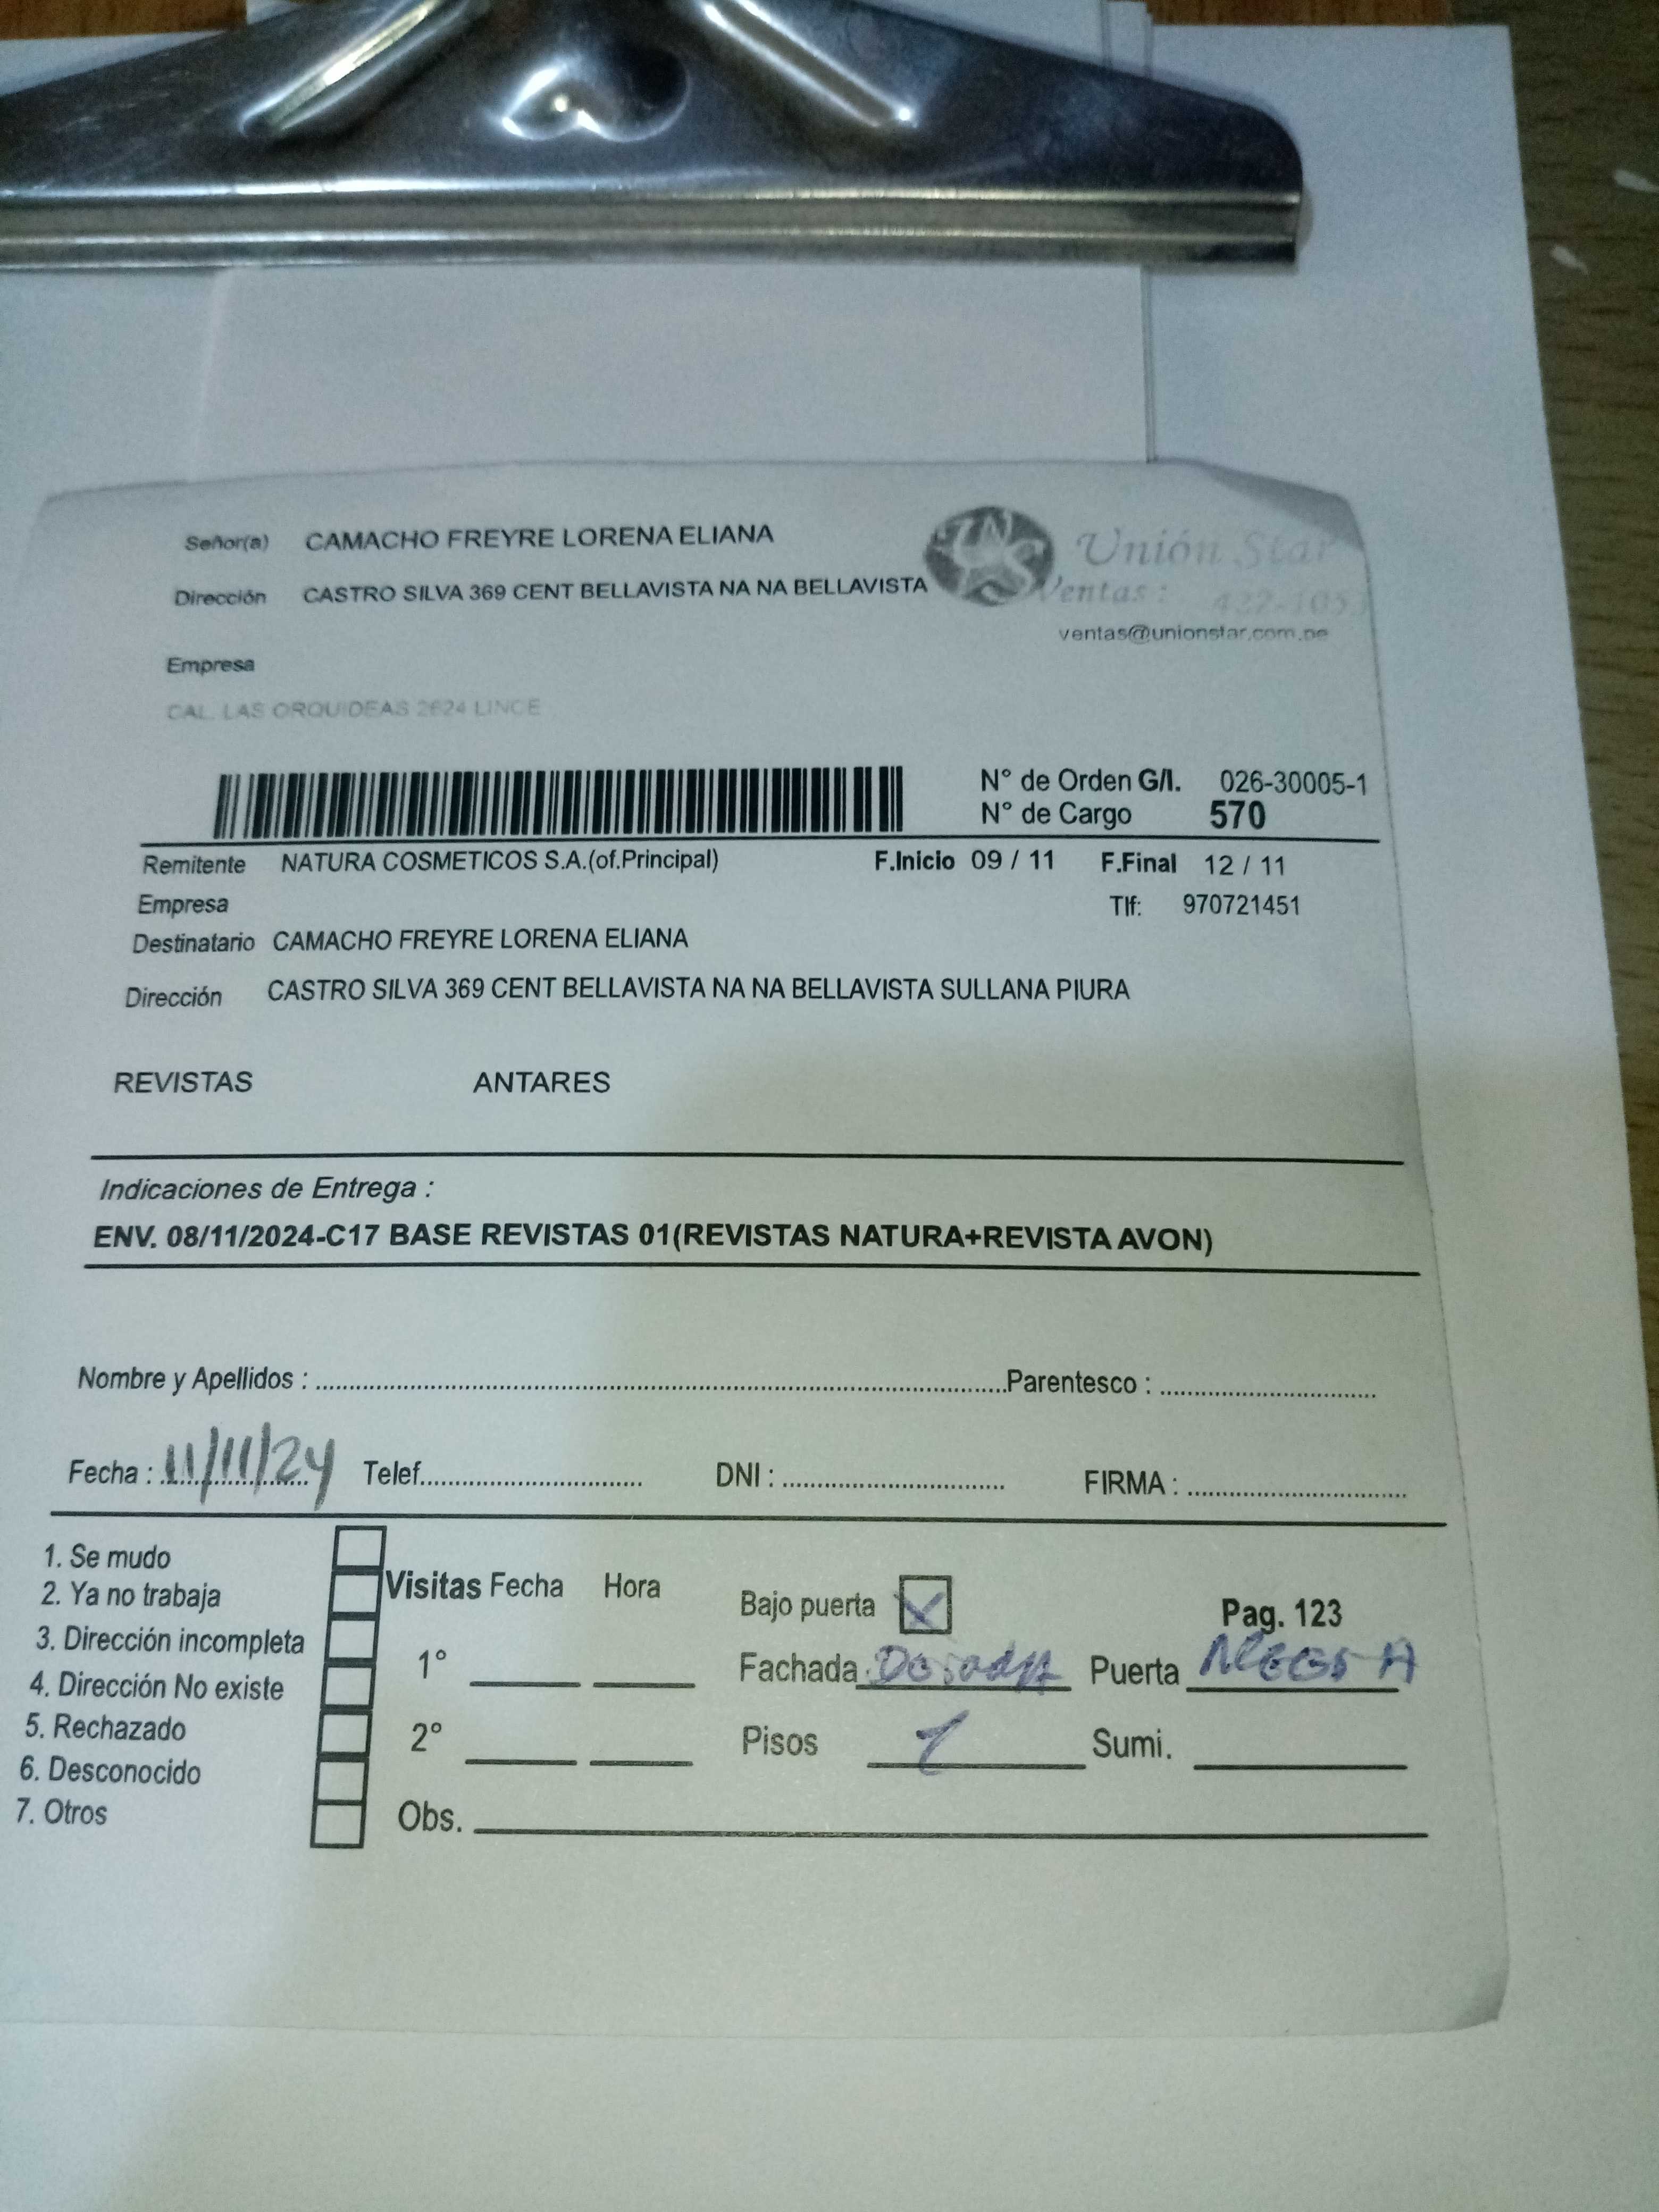 Señor(a) CAMACHO FREYRE LORENA ELIANA
Unión Star
Dirección CASTRO SILVA 369 CENT BELLAVISTA NA NA BELLAVISTA
Ventas : 422-105
ventas@unionstar.com.pe
Empresa
CAL. LAS ORQUIDEAS 2624 LINCE
N° de Orden G/I. 026-30005-1
N° de Cargo 570
Remitente NATURA COSMETICOS S.A.(of.Principal) F.Inicio 09 / 11 F.Final 12 / 11
Empresa Tlf: 970721451
Destinatario CAMACHO FREYRE LORENA ELIANA
Dirección CASTRO SILVA 369 CENT BELLAVISTA NA NA BELLAVISTA SULLANA PIURA
REVISTAS ANTARES
Indicaciones de Entrega :
ENV. 08/11/2024-C17 BASE REVISTAS 01(REVISTAS NATURA+REVISTA AVON)
Nombre y Apellidos : Parentesco :
Fecha : 11/11/24 Telef. DNI : FIRMA :
1. Se mudo
2. Ya no trabaja
3. Dirección incompleta
4. Dirección No existe
5. Rechazado
6. Desconocido
7. Otros
Visitas Fecha Hora
1°
2°
Obs.
Bajo puerta X Pag. 123
Fachada Puerta
Pisos 1 Sumi.